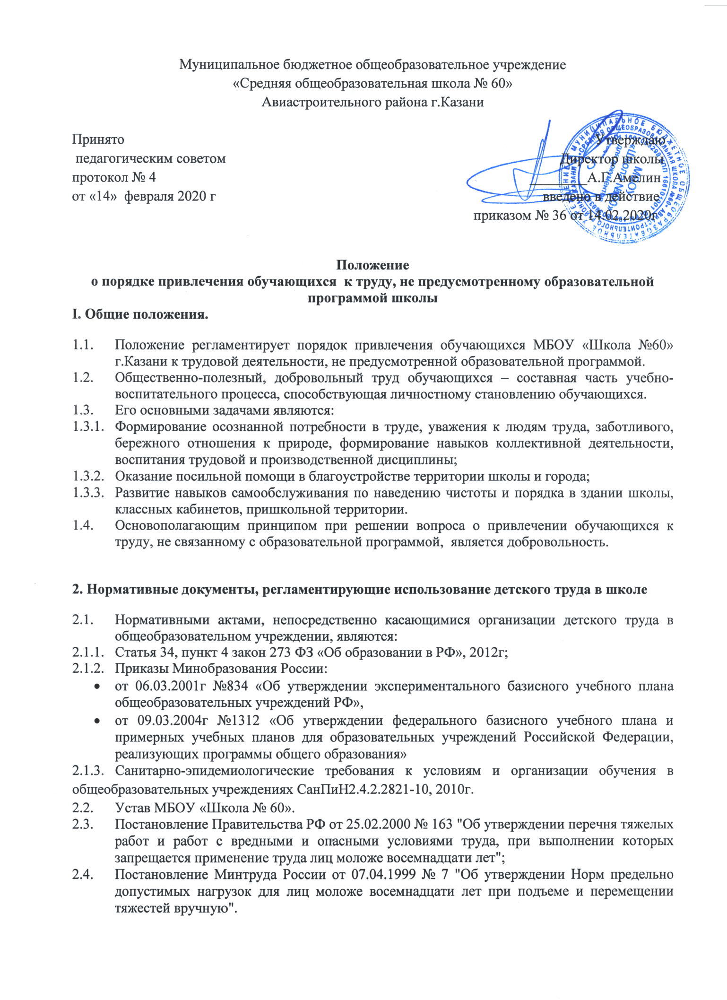 Муниципальное бюджетное общеобразовательное учреждение
«Средняя общеобразовательная школа № 60»
Авиастроительного района г.Казани
Принято
педагогическим советом
протокол № 4
от «14» февраля 2020 г
Утверждаю
Директор школы
________А.Г.Амелин
введено в действие
приказом № 36 от 14.02.2020г
МУНИЦИПАЛЬНОЕ БЮДЖЕТНОЕ ОБЩЕОБРАЗОВАТЕЛЬНОЕ УЧРЕЖДЕНИЕ
«СРЕДНЯЯ ОБЩЕОБРАЗОВАТЕЛЬНАЯ ШКОЛА №60» АВИАСТРОИТЕЛЬНОГО РАЙОНА
МБОУ
«Школа №60»
Положение
о порядке привлечения обучающихся к труду, не предусмотренному образовательной
программой школы
I. Общие положения.
1.1. Положение регламентирует порядок привлечения обучающихся МБОУ «Школа №60»
г.Казани к трудовой деятельности, не предусмотренной образовательной программой.
1.2. Общественно-полезный, добровольный труд обучающихся – составная часть учебно-
воспитательного процесса, способствующая личностному становлению обучающихся.
1.3. Его основными задачами являются:
1.3.1. Формирование осознанной потребности в труде, уважения к людям труда, заботливого,
бережного отношения к природе, формирование навыков коллективной деятельности,
воспитания трудовой и производственной дисциплины;
1.3.2. Оказание посильной помощи в благоустройстве территории школы и города;
1.3.3. Развитие навыков самообслуживания по наведению чистоты и порядка в здании школы,
классных кабинетов, пришкольной территории.
1.4. Основополагающим принципом при решении вопроса о привлечении обучающихся к
труду, не связанному с образовательной программой, является добровольность.
2. Нормативные документы, регламентирующие использование детского труда в школе
2.1. Нормативными актами, непосредственно касающимися организации детского труда в
общеобразовательном учреждении, являются:
2.1.1. Статья 34, пункт 4 закон 273 ФЗ «Об образовании в РФ», 2012г;
2.1.2. Приказы Минобразования России:
• от 06.03.2001г №834 «Об утверждении экспериментального базисного учебного плана
общеобразовательных учреждений РФ»,
• от 09.03.2004г №1312 «Об утверждении федерального базисного учебного плана и
примерных учебных планов для образовательных учреждений Российской Федерации,
реализующих программы общего образования»
2.1.3. Санитарно-эпидемиологические требования к условиям и организации обучения в
общеобразовательных учреждениях СанПиН2.4.2.2821-10, 2010г.
2.2. Устав МБОУ «Школа № 60».
2.3. Постановление Правительства РФ от 25.02.2000 № 163 "Об утверждении перечня тяжелых
работ и работ с вредными и опасными условиями труда, при выполнении которых
запрещается применение труда лиц моложе восемнадцати лет";
2.4. Постановление Минтруда России от 07.04.1999 № 7 "Об утверждении Норм предельно
допустимых нагрузок для лиц моложе восемнадцати лет при подъеме и перемещении
тяжестей вручную".